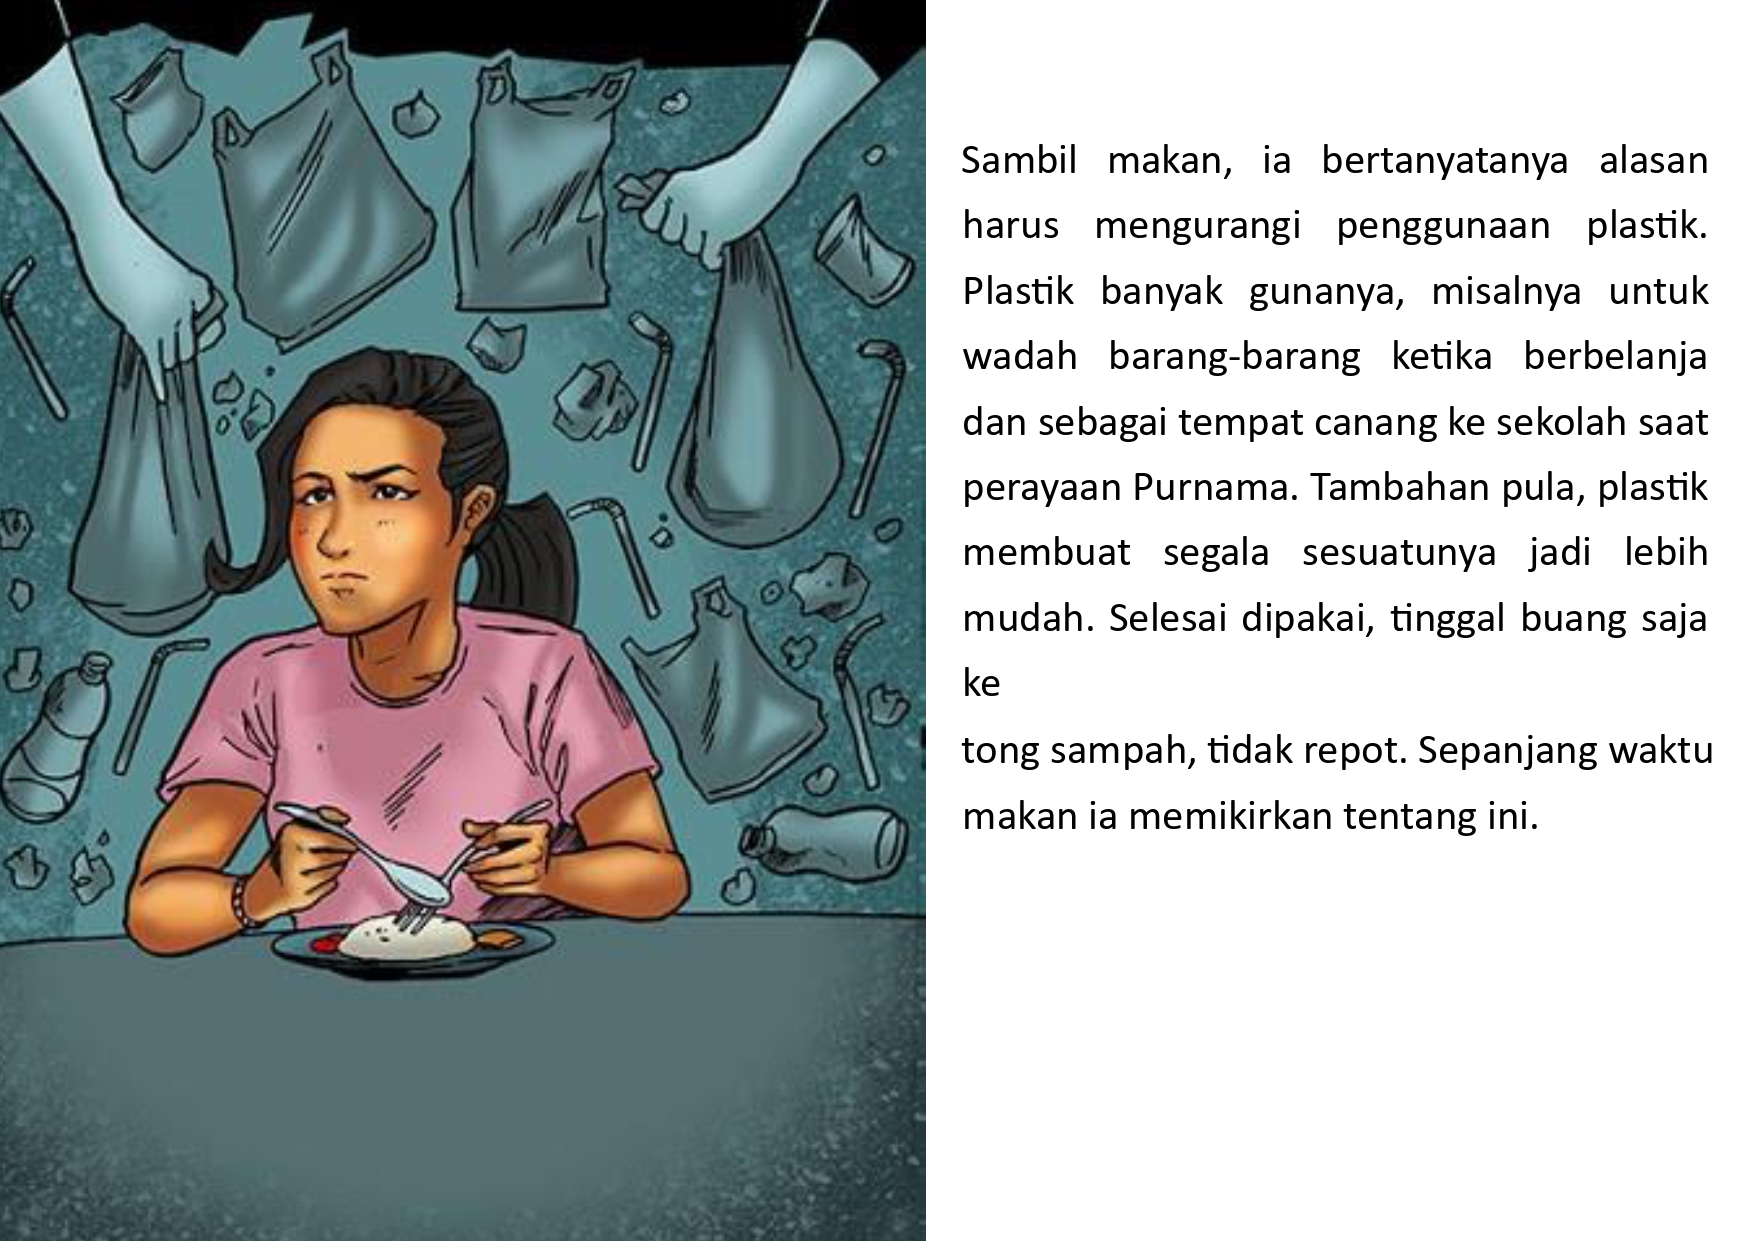 Sambil makan, ia bertanyatanya alasan
harus mengurangi penggunaan plastik.
Plastik banyak gunanya, misalnya untuk
wadah barang-barang ketika berbelanja
dan sebagai tempat canang ke sekolah saat
perayaan Purnama. Tambahan pula, plastik
membuat segala sesuatunya jadi lebih
mudah. Selesai dipakai, tinggal buang saja
ke
tong sampah, tidak repot. Sepanjang waktu
makan ia memikirkan tentang ini.